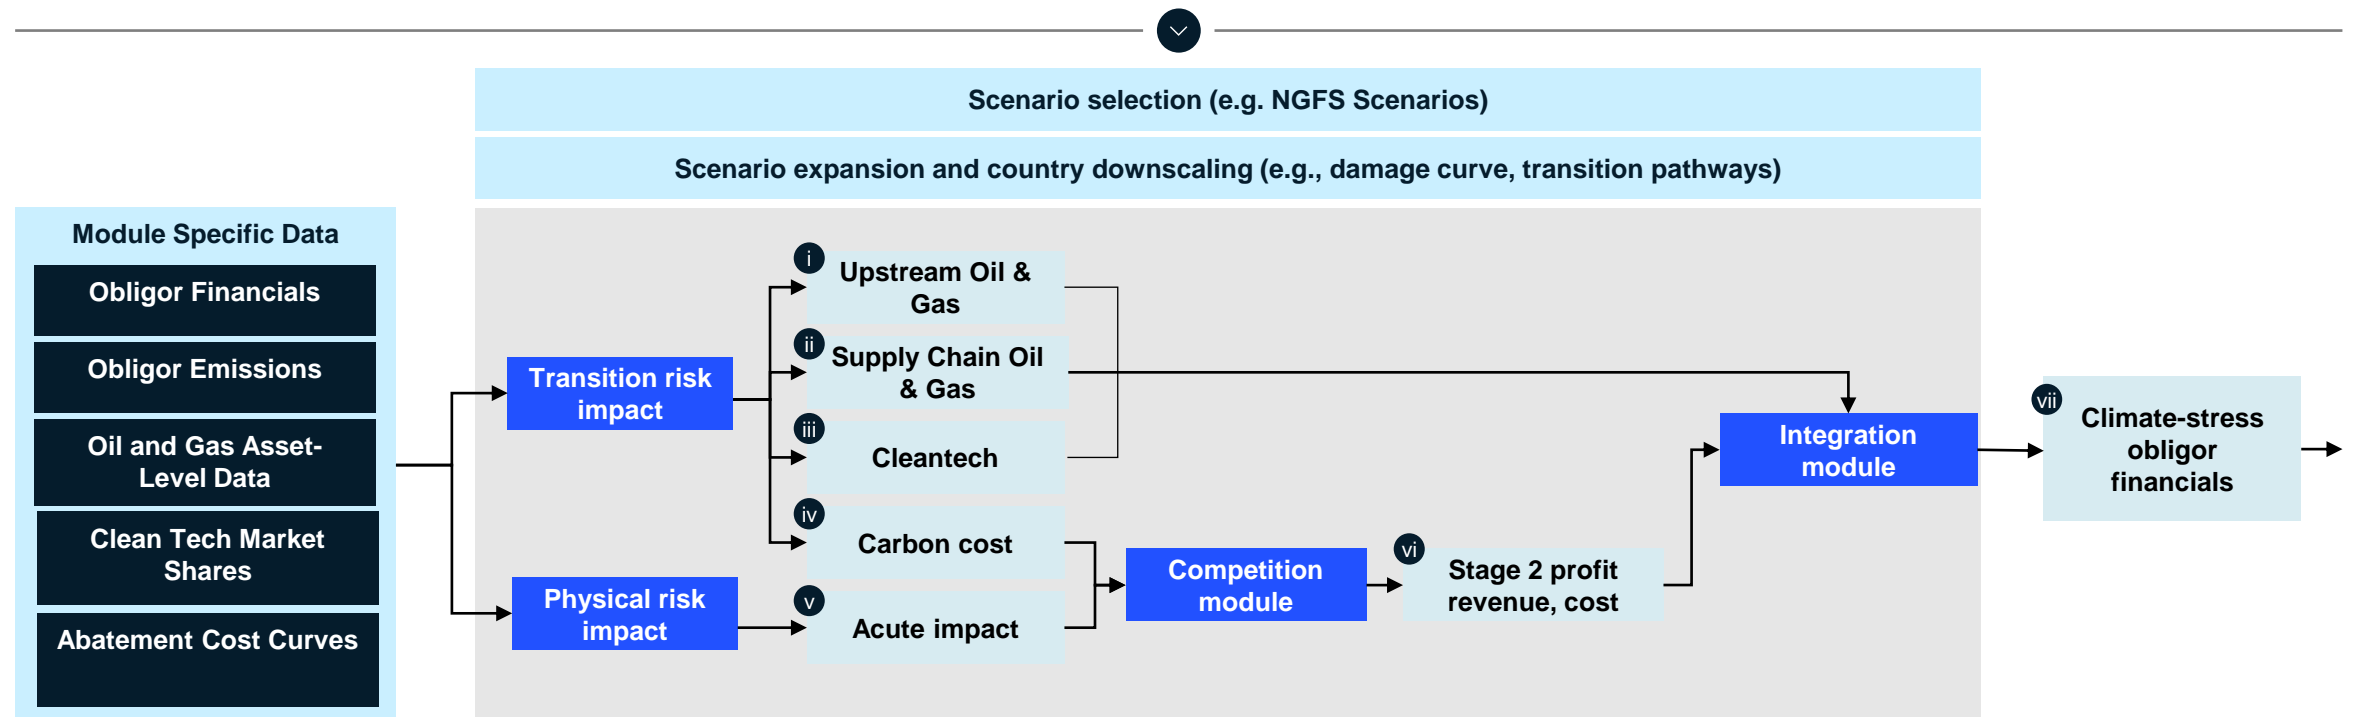 Scenario selection (e.g. NGFS Scenarios)
Scenario expansion and country downscaling (e.g., damage curve, transition pathways)
Module Specific Data
Obligor Financials
Obligor Emissions
Oil and Gas Asset-
Level Data
Clean Tech Market
Shares
Abatement Cost Curves
Transition risk
impact
Physical risk
impact
i
Upstream Oil &
Gas
ii
Supply Chain Oil
& Gas
iii
Cleantech
iv
Carbon cost
v
Acute impact
Competition
module
vi
Stage 2 profit
revenue, cost
Integration
module
vii
Climate-stress
obligor
financials